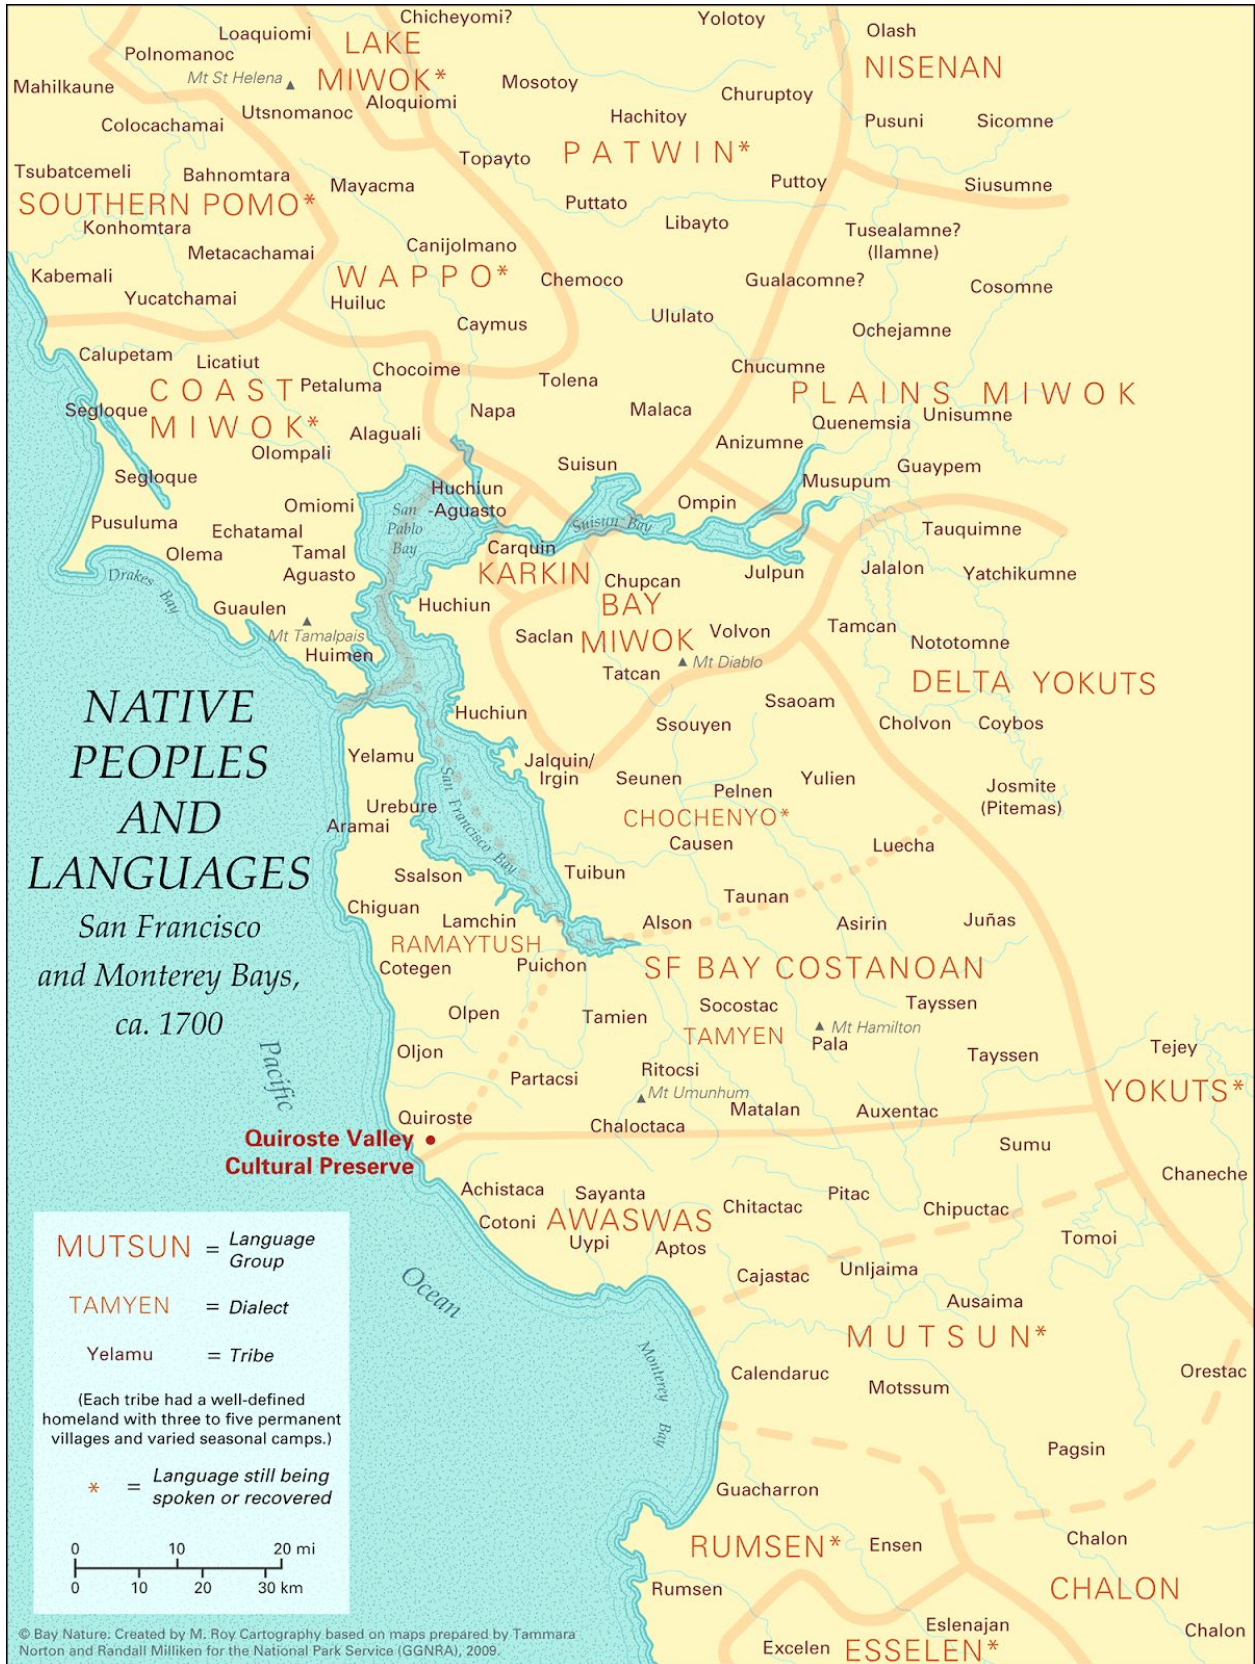 Chicheyomi?
Yolotoy
Olash
Loaquiomi
LAKE
MIWOK*
Polnomanoc
NISENAN
Mt St Helena
Mahilkaune
Mosotoy
Churuptoy
Utsnomanoc
Aloquiomi
Hachitoy
Colocachamai
Pusuni
Sicomne
PATWIN*
Topayto
Tsubatcemeli
Bahnomtara
Mayacma
Puttoy
Siusumne
SOUTHERN POMO*
Puttato
Konhomtara
Libayto
Tusealamne?
(Ilamne)
Metacachamai
Canijolmano
Kabemali
WAPPO*
Chemoco
Gualacomne?
Cosomne
Yucatchamai
Huiluc
Caymus
Ululato
Ochejamne
Calupetam
Licatiut
Chocoime
Chucumne
COAST
MIWOK*
Petaluma
Tolena
PLAINS MIWOK
Segloque
Napa
Malaca
Quenemsia
Unisumne
Alaguali
Anizumne
Olompali
Suisun
Guaypem
Segloque
Musupum
Huchiun
-Aguasto
Omiomi
Ompin
San
Pablo
Bay
Suisun Bay
Pusuluma
Echatamal
Tauquimne
Olema
Tamal
Aguasto
Carquin
KARKIN
Chupcan
Julpun
Jalalon
Yatchikumne
Drakes Bay
Guaulen
Huchiun
BAY
MIWOK
Mt Tamalpais
Saclan
Volvon
Tamcan
Nototomne
Huimen
Mt Diablo
Tatcan
DELTA YOKUTS
NATIVE
PEOPLES
AND
LANGUAGES
San Francisco
and Monterey Bays,
ca. 1700
Huchiun
Ssaoam
Ssouyen
Cholvon
Coybos
Yelamu
Jalquin/
Irgin
Seunen
Yulien
Pelnen
Josmite
(Pitemas)
San Francisco Bay
Urebure
Aramai
CHOCHENYO*
Causen
Luecha
Ssalson
Tuibun
Taunan
Chiguan
Lamchin
Alson
Asirin
Juñas
RAMAYTUSH
Cotegen
Puichon
SF BAY COSTANOAN
Olpen
Tamien
Socostac
Tayssen
TAMYEN
Mt Hamilton
Pala
Oljon
Tayssen
Tejey
Partacsi
Ritocsi
Mt Umunhum
YOKUTS*
Pacific
Quiroste
Chaloctaca
Matalan
Auxentac
Quiroste Valley
Cultural Preserve
Sumu
Chaneche
Achistaca
Sayanta
Chitactac
Pitac
Chipuctac
Cotoni
AWASWAS
Uypi
Aptos
Tomoi
Ocean
Cajastac
Unljaima
Ausaima
MUTSUN*
Monterey Bay
Calendaruc
Motssum
Orestac
Pagsin
Guacharron
RUMSEN*
Ensen
Chalon
Rumsen
CHALON
Eslenajan
Chalon
Excelen
ESSELEN*
MUTSUN = Language
Group
TAMYEN = Dialect
Yelamu = Tribe
(Each tribe had a well-defined
homeland with three to five permanent
villages and varied seasonal camps.)
* = Language still being
spoken or recovered
0 10 20 mi
0 10 20 30 km
© Bay Nature. Created by M. Roy Cartography based on maps prepared by Tammara
Norton and Randall Milliken for the National Park Service (GGNRA), 2009.